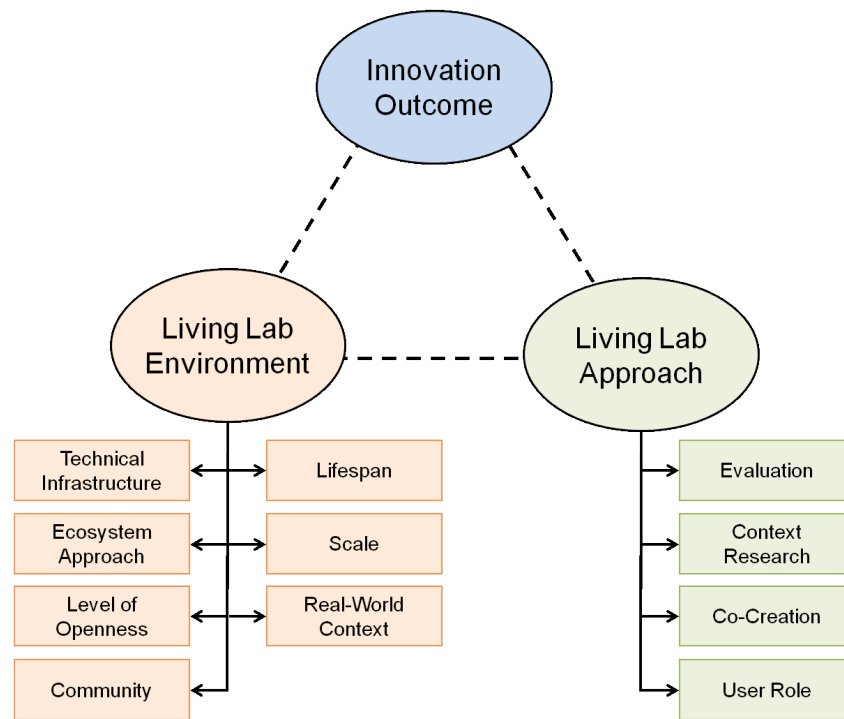 Innovation
Outcome
Living Lab
Environment
Living Lab
Approach
Technical
Infrastructure
Lifespan
Ecosystem
Approach
Scale
Level of
Openness
Real-World
Context
Community
Evaluation
Context
Research
Co-Creation
User Role